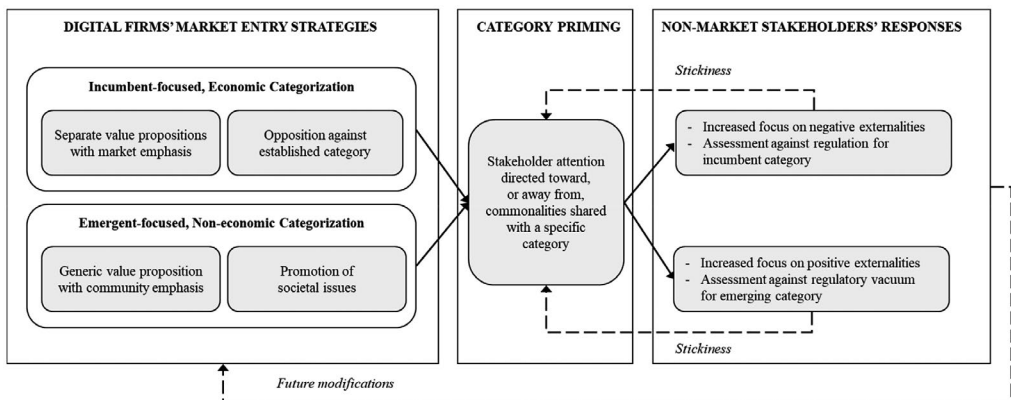 DIGITAL FIRMS' MARKET ENTRY STRATEGIES
Incumbent-focused, Economic Categorization
Separate value propositions
with market emphasis
Opposition against
established category
Emergent-focused, Non-economic Categorization
Generic value proposition
with community emphasis
Promotion of
societal issues
CATEGORY PRIMING
Stakeholder attention
directed toward,
or away from,
commonalities shared
with a specific
category
NON-MARKET STAKEHOLDERS' RESPONSES
Stickiness
- Increased focus on negative externalities
- Assessment against regulation for
incumbent category
- Increased focus on positive externalities
- Assessment against regulatory vacuum
for emerging category
Stickiness
Future modifications